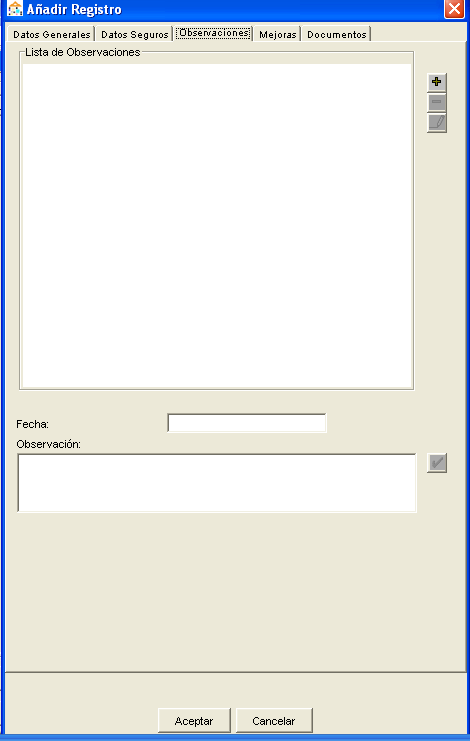 Añadir Registro
Datos Generales Datos Seguros Observaciones Mejoras Documentos
Lista de Observaciones
Fecha:
Observación:
Aceptar Cancelar